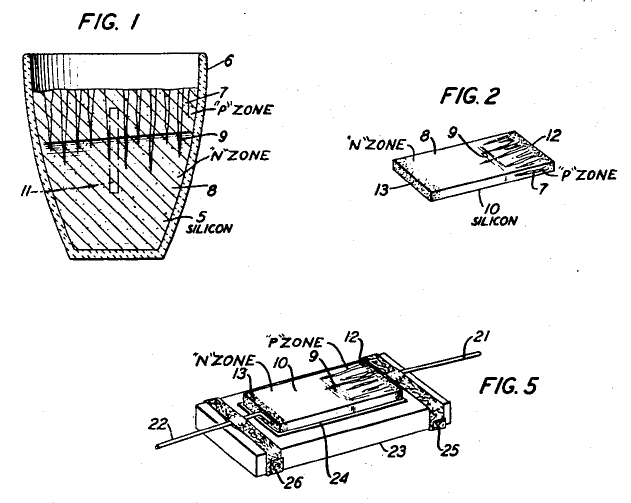 FIG. 1
6
7
"P" ZONE
9
"N" ZONE
11
8
5
SILICON
FIG. 2
"N" ZONE
8
9
12
13
"P" ZONE
7
10
SILICON
FIG. 5
"P" ZONE
12
21
"N" ZONE
10
9
13
22
24
23
25
26